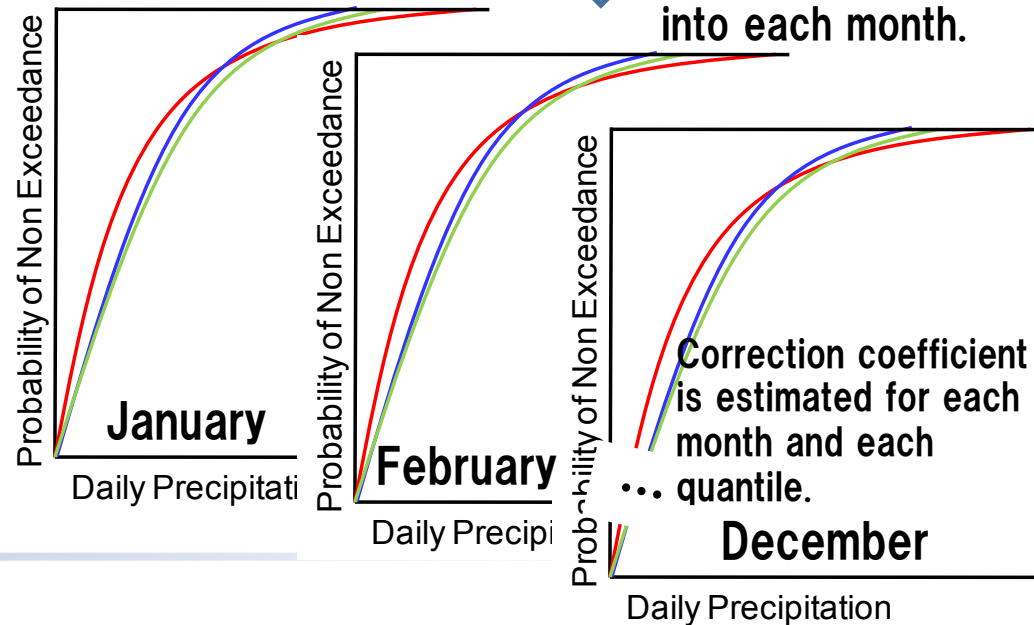 into each month.
Probability of Non Exceedance
January
Daily Precipitati
Probability of Non Exceedance
February
Daily Precipi
Probability of Non Exceedance
Correction coefficient
is estimated for each
month and each
... quantile.
December
Daily Precipitation